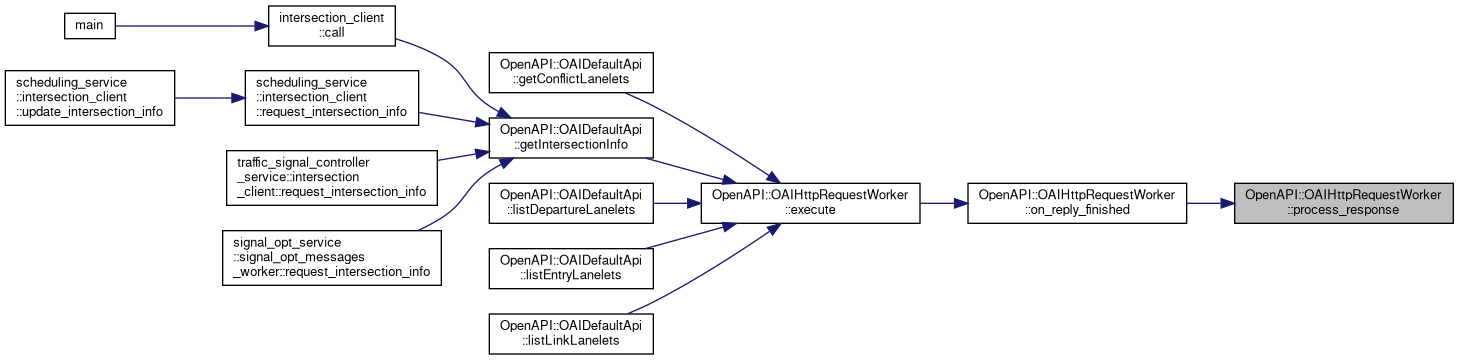 main
intersection_client
::call
scheduling_service
::intersection_client
::update_intersection_info
scheduling_service
::intersection_client
::request_intersection_info
traffic_signal_controller
_service::intersection
_client::request_intersection_info
signal_opt_service
::signal_opt_messages
_worker::request_intersection_info
OpenAPI::OAIDefaultApi
::getConflictLanelets
OpenAPI::OAIDefaultApi
::getIntersectionInfo
OpenAPI::OAIDefaultApi
::listDepartureLanelets
OpenAPI::OAIDefaultApi
::listEntryLanelets
OpenAPI::OAIDefaultApi
::listLinkLanelets
OpenAPI::OAIHttpRequestWorker
::execute
OpenAPI::OAIHttpRequestWorker
::on_reply_finished
OpenAPI::OAIHttpRequestWorker
::process_response